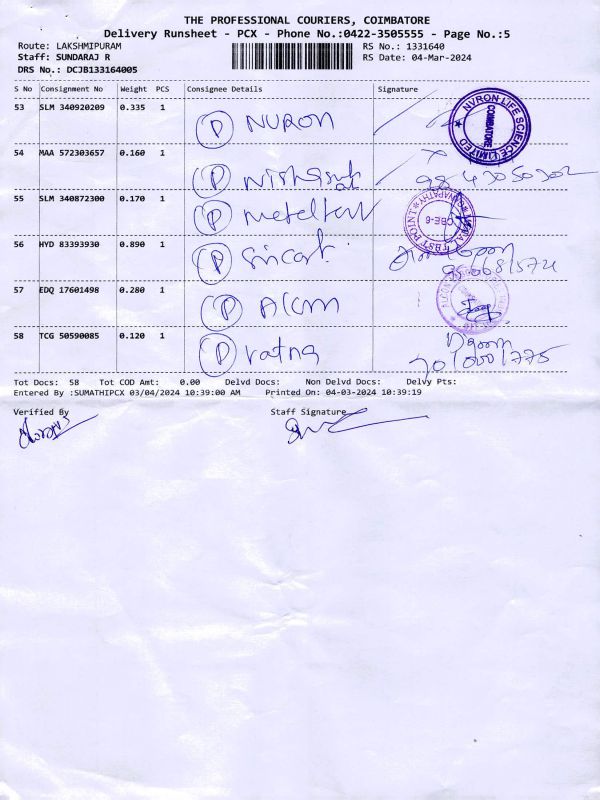 THE PROFESSIONAL COURIERS, COIMBATORE
Delivery Runsheet - PCX - Phone No.:0422-3505555 - Page No.:5
Route: LAKSHMIPURAM RS No.: 1331640
Staff: SUNDARAJ R RS Date: 04-Mar-2024
DRS No.: DCJB133164005
S No Consignment No Weight PCS Consignee Details Signature
53 SLM 340920209 0.335 1
P NURON
NVRON LIFE SCIENCE LIMITED COIMBATORE
54 MAA 572303657 0.160 1
P
55 SLM 340872300 0.170 1
P
CBE-6
56 HYD 83393930 0.890 1
P
57 EDQ 17601498 0.280 1
P Alcom
58 TCG 50590085 0.120 1
P ratna
Tot Docs: 58 Tot COD Amt: 0.00 Delvd Docs: Non Delvd Docs: Delvy Pts:
Entered By :SUMATHIPCX 03/04/2024 10:39:00 AM Printed On: 04-03-2024 10:39:19
Verified By Staff Signature